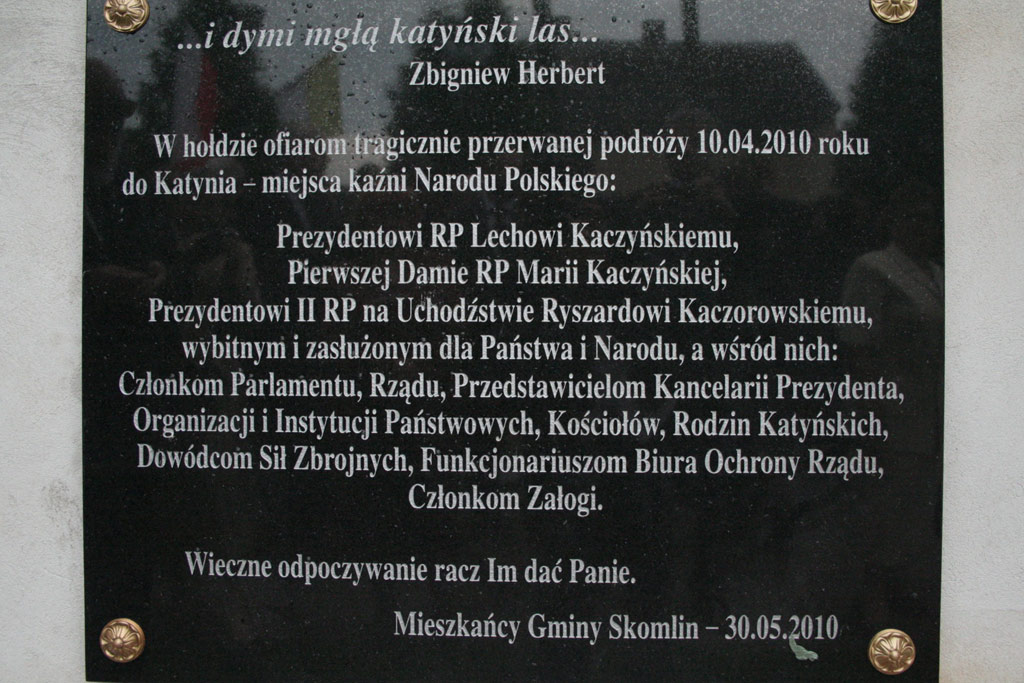 ...i dymi mgłą katyński las...
Zbigniew Herbert
W hołdzie ofiarom tragicznie przerwanej podróży 10.04.2010 roku
do Katynia – miejsca kaźni Narodu Polskiego:
Prezydentowi RP Lechowi Kaczyńskiemu,
Pierwszej Damie RP Marii Kaczyńskiej,
Prezydentowi II RP na Uchodźstwie Ryszardowi Kaczorowskiemu,
wybitnym i zasłużonym dla Państwa i Narodu, a wśród nich:
Członkom Parlamentu, Rządu, Przedstawicielom Kancelarii Prezydenta,
Organizacji i Instytucji Państwowych, Kościołów, Rodzin Katyńskich,
Dowódcom Sił Zbrojnych, Funkcjonariuszom Biura Ochrony Rządu,
Członkom Załogi.
Wieczne odpoczywanie racz Im dać Panie.
Mieszkańcy Gminy Skomlin – 30.05.2010